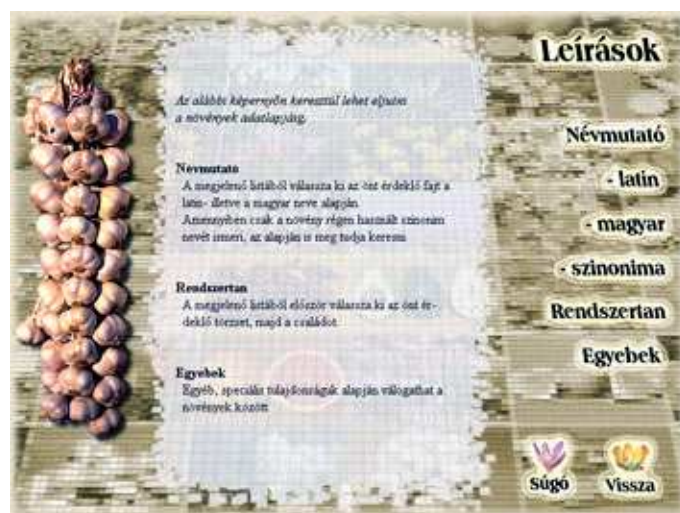 Leírások
Az alábbi képernyőn keresztül lehet eljutni
a növények adatlapjáig.
Névmutató
A megjelenő listából válassza ki az önt érdeklő fajt a
latin- illetve a magyar neve alapján.
Amennyiben csak a növény régen használt szinonim
nevét ismeri, az alapján is meg tudja keresni
Rendszertan
A megjelenő listából először válassza ki az önt ér-
deklő törzset, majd a családot
Egyebek
Egyéb, speciális tulajdonságuk alapján válogathat a
növények között
Névmutató
- latin
- magyar
- szinonima
Rendszertan
Egyebek
Súgó
Vissza